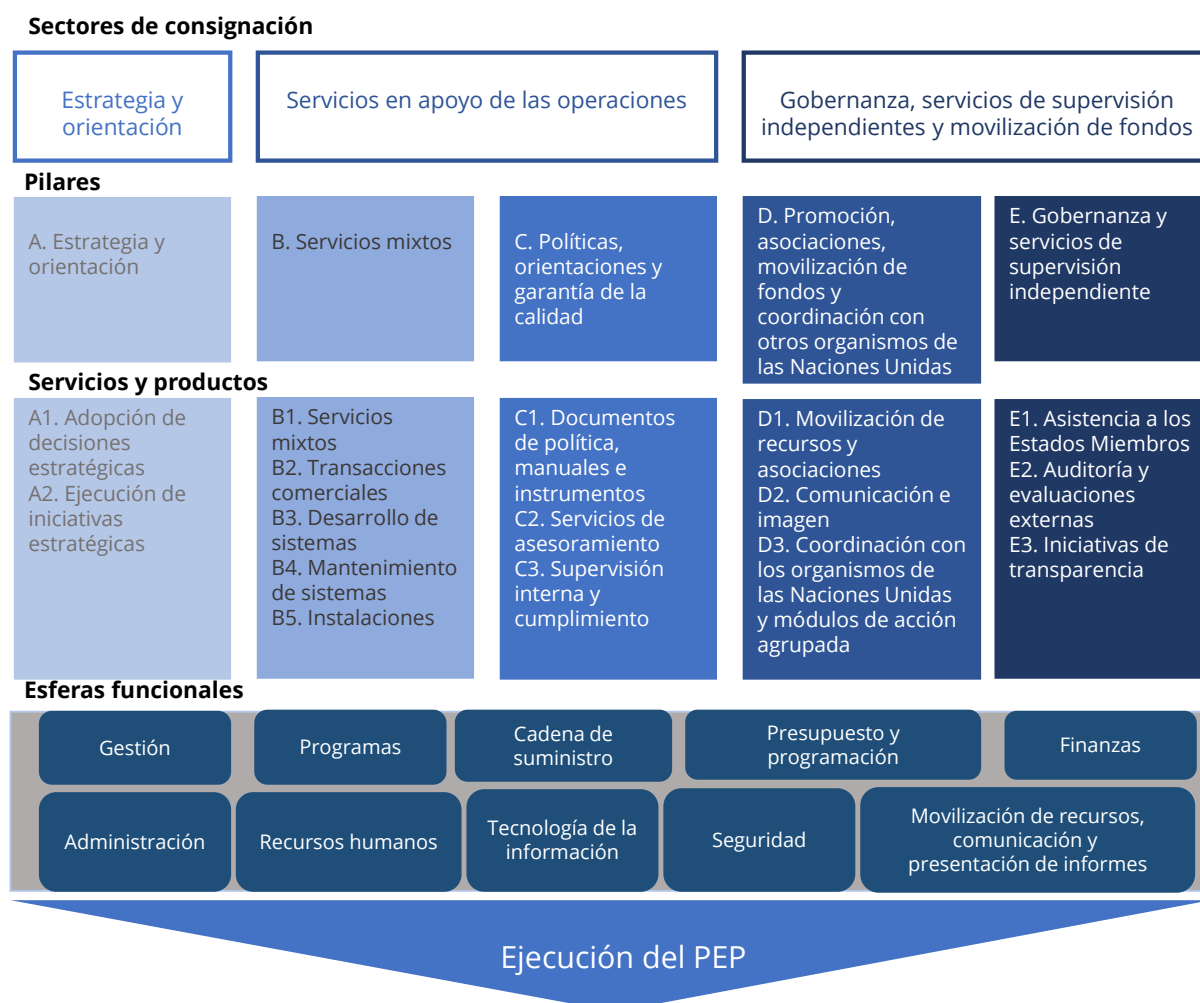 Sectores de consignación
Estrategia y
orientación
Servicios en apoyo de las operaciones
Gobernanza, servicios de supervisión
independientes y movilización de fondos
Pilares
A. Estrategia y
orientación
B. Servicios mixtos
C. Políticas,
orientaciones y
garantía de la
calidad
D. Promoción,
asociaciones,
movilización de
fondos y
coordinación con
otros organismos de
las Naciones Unidas
E. Gobernanza y
servicios de
supervisión
independiente
Servicios y productos
A1. Adopción de
decisiones
estratégicas
A2. Ejecución de
iniciativas
estratégicas
B1. Servicios
mixtos
B2. Transacciones
comerciales
B3. Desarrollo de
sistemas
B4. Mantenimiento
de sistemas
B5. Instalaciones
C1. Documentos
de política,
manuales e
instrumentos
C2. Servicios de
asesoramiento
C3. Supervisión
interna y
cumplimiento
D1. Movilización de
recursos y
asociaciones
D2. Comunicación e
imagen
D3. Coordinación con
los organismos de
las Naciones Unidas
y módulos de acción
agrupada
E1. Asistencia a los
Estados Miembros
E2. Auditoría y
evaluaciones
externas
E3. Iniciativas de
transparencia
Esferas funcionales
Gestión
Programas
Cadena de
suministro
Presupuesto y
programación
Finanzas
Administración
Recursos humanos
Tecnología de la
información
Seguridad
Movilización de recursos,
comunicación y
presentación de informes
Ejecución del PEP